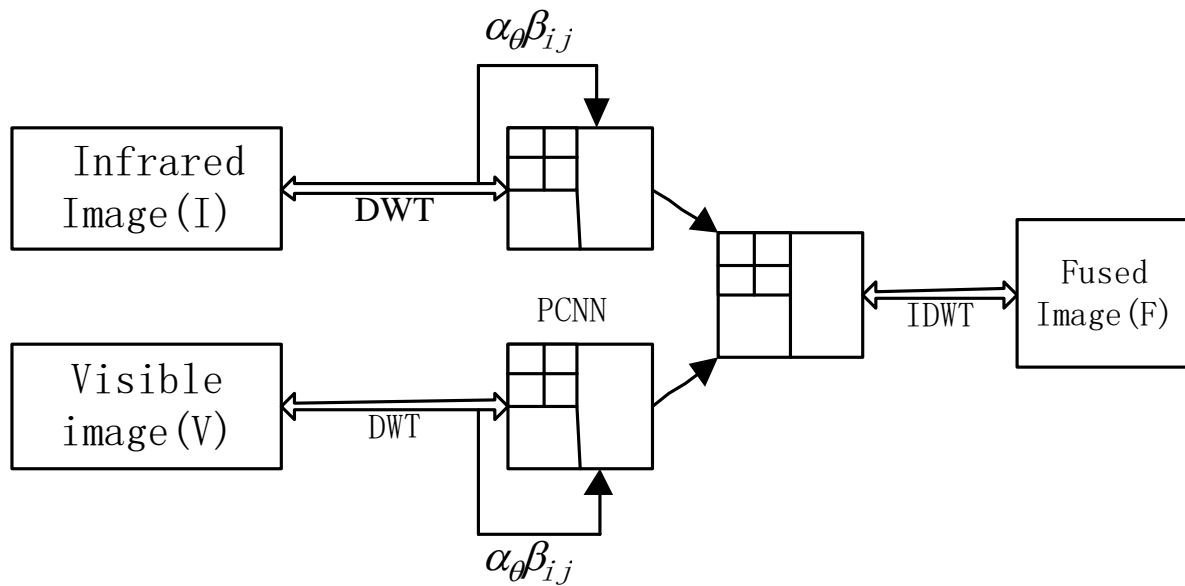 α_θβ_ij
Infrared
Image(I)
DWT
PCNN
Visible
image(V)
DWT
α_θβ_ij
IDWT
Fused
Image(F)